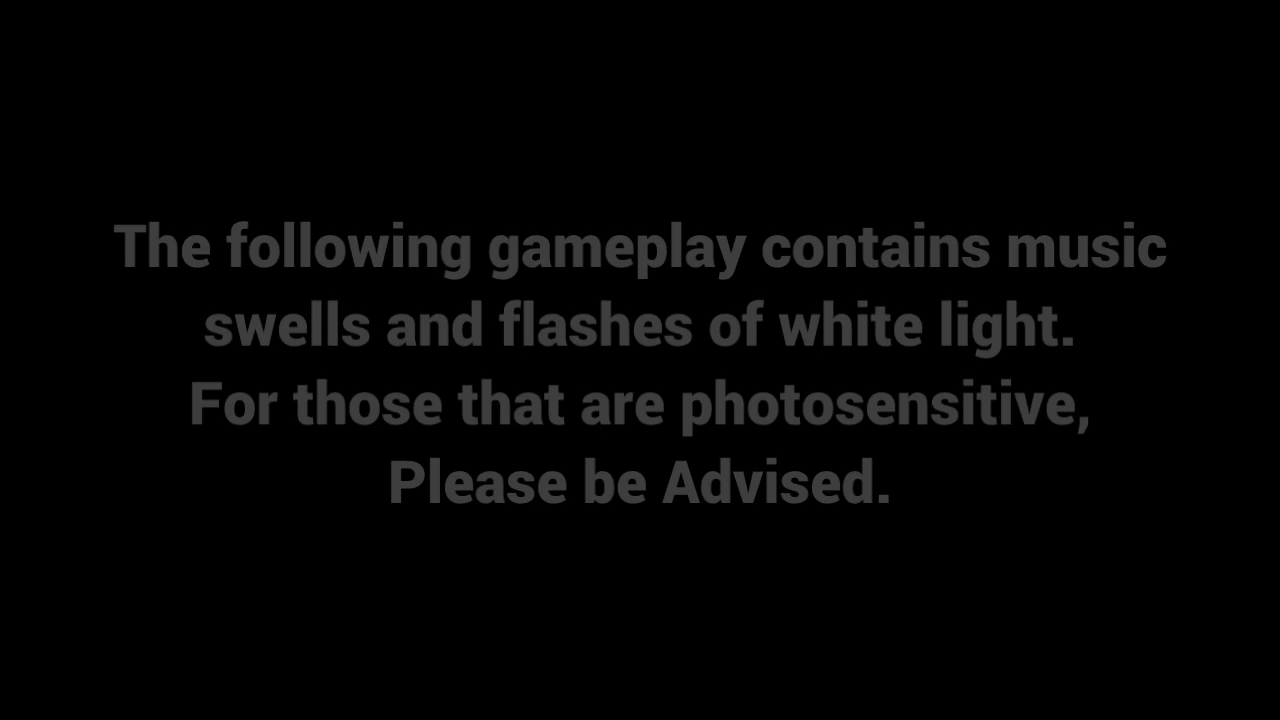 The following gameplay contains music
swells and flashes of white light.
For those that are photosensitive,
Please be Advised.